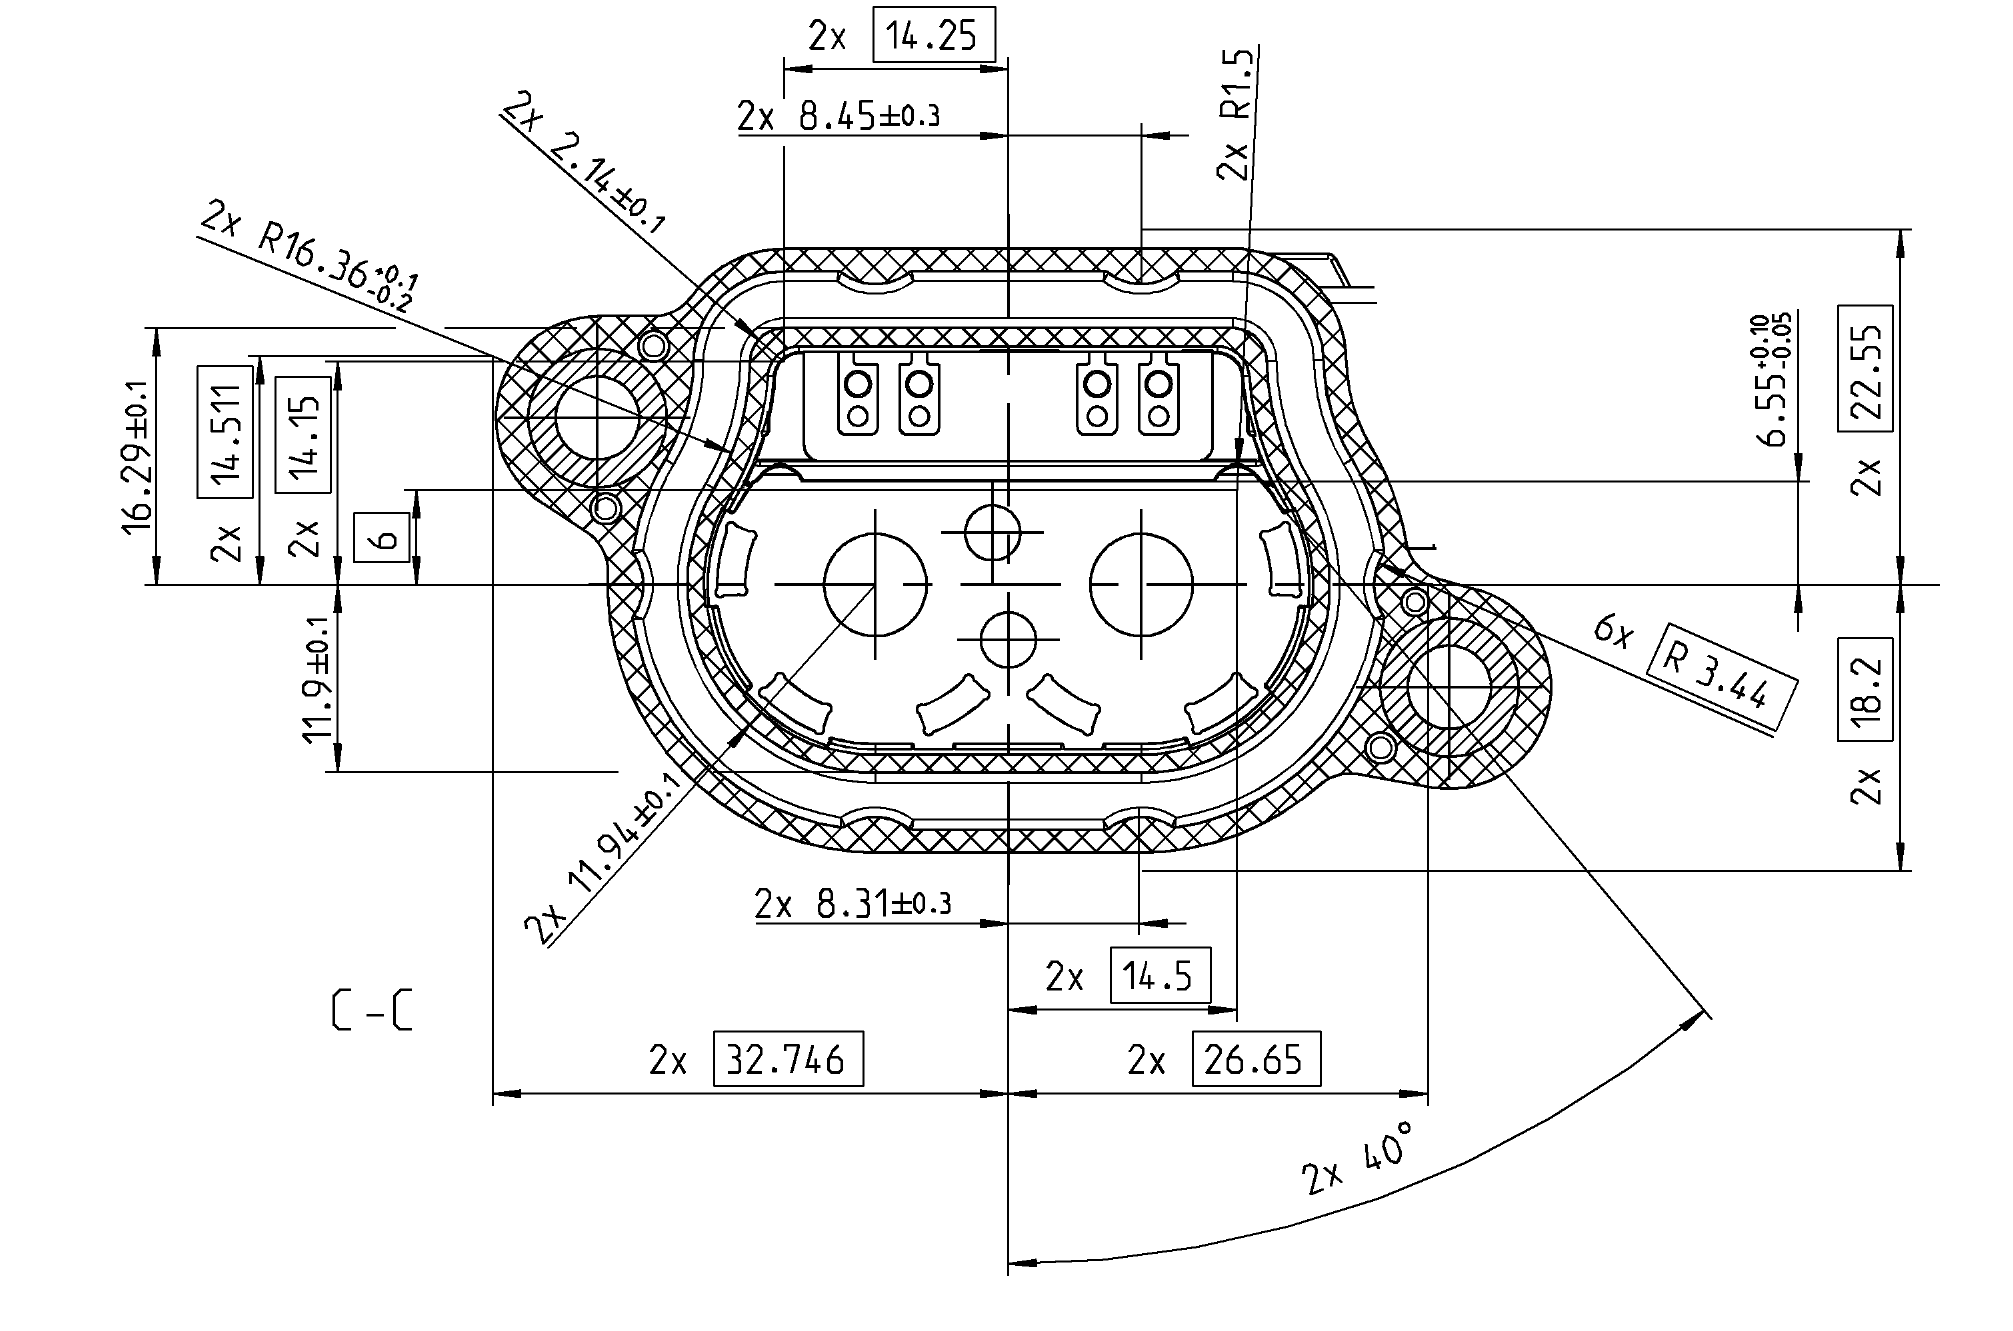 2x 14.25
2x 8.45±0.3
2x R1.5
2x 2.14±0.1
2x R16.36+0.1 -0.2
16.29±0.1
2x 14.511
2x 14.15
6
6.55+0.10 -0.05
2x 22.55
11.9±0.1
6x R 3.44
2x 18.2
2x 11.94±0.1
2x 8.31±0.3
2x 14.5
C-C
2x 32.746
2x 26.65
2x 40°